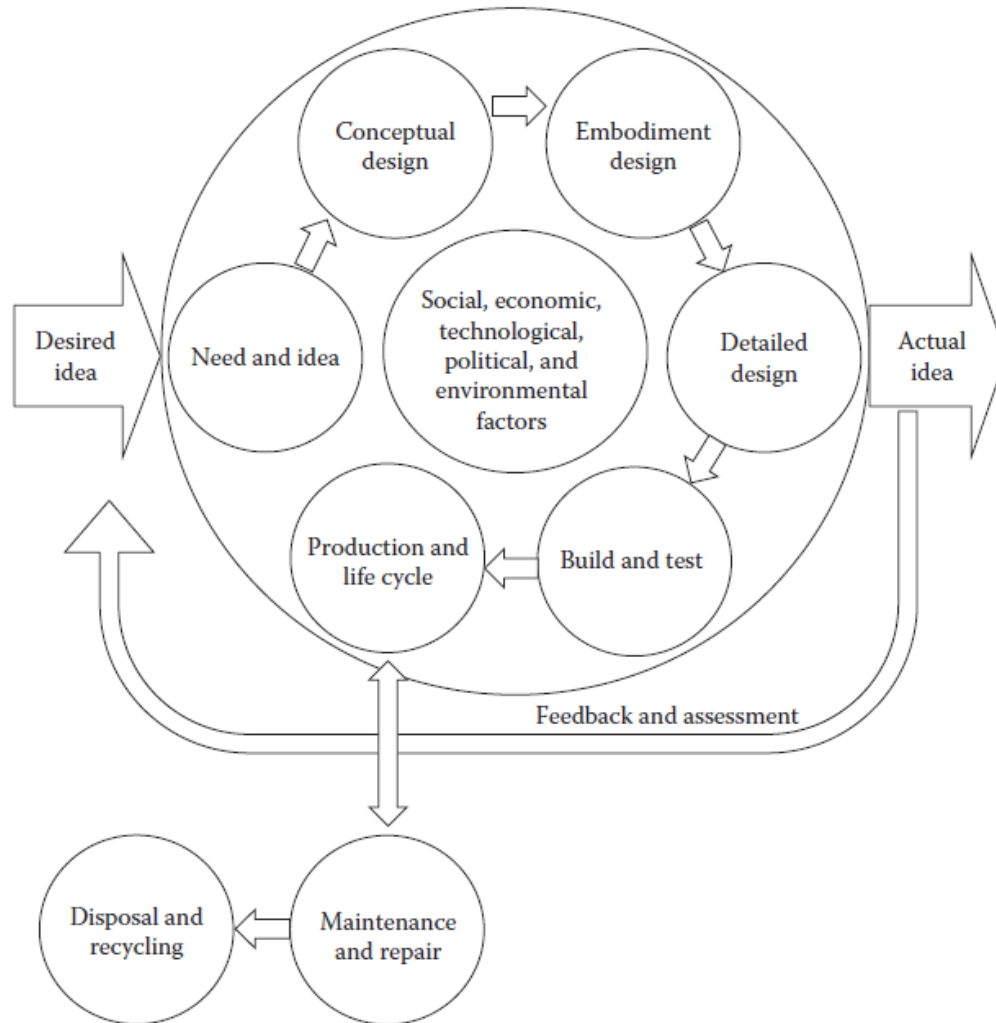 Conceptual
design
Embodiment
design
Desired
idea
Need and idea
Social, economic,
technological,
political, and
environmental
factors
Detailed
design
Actual
idea
Production and
life cycle
Build and test
Feedback and assessment
Disposal and
recycling
Maintenance
and repair